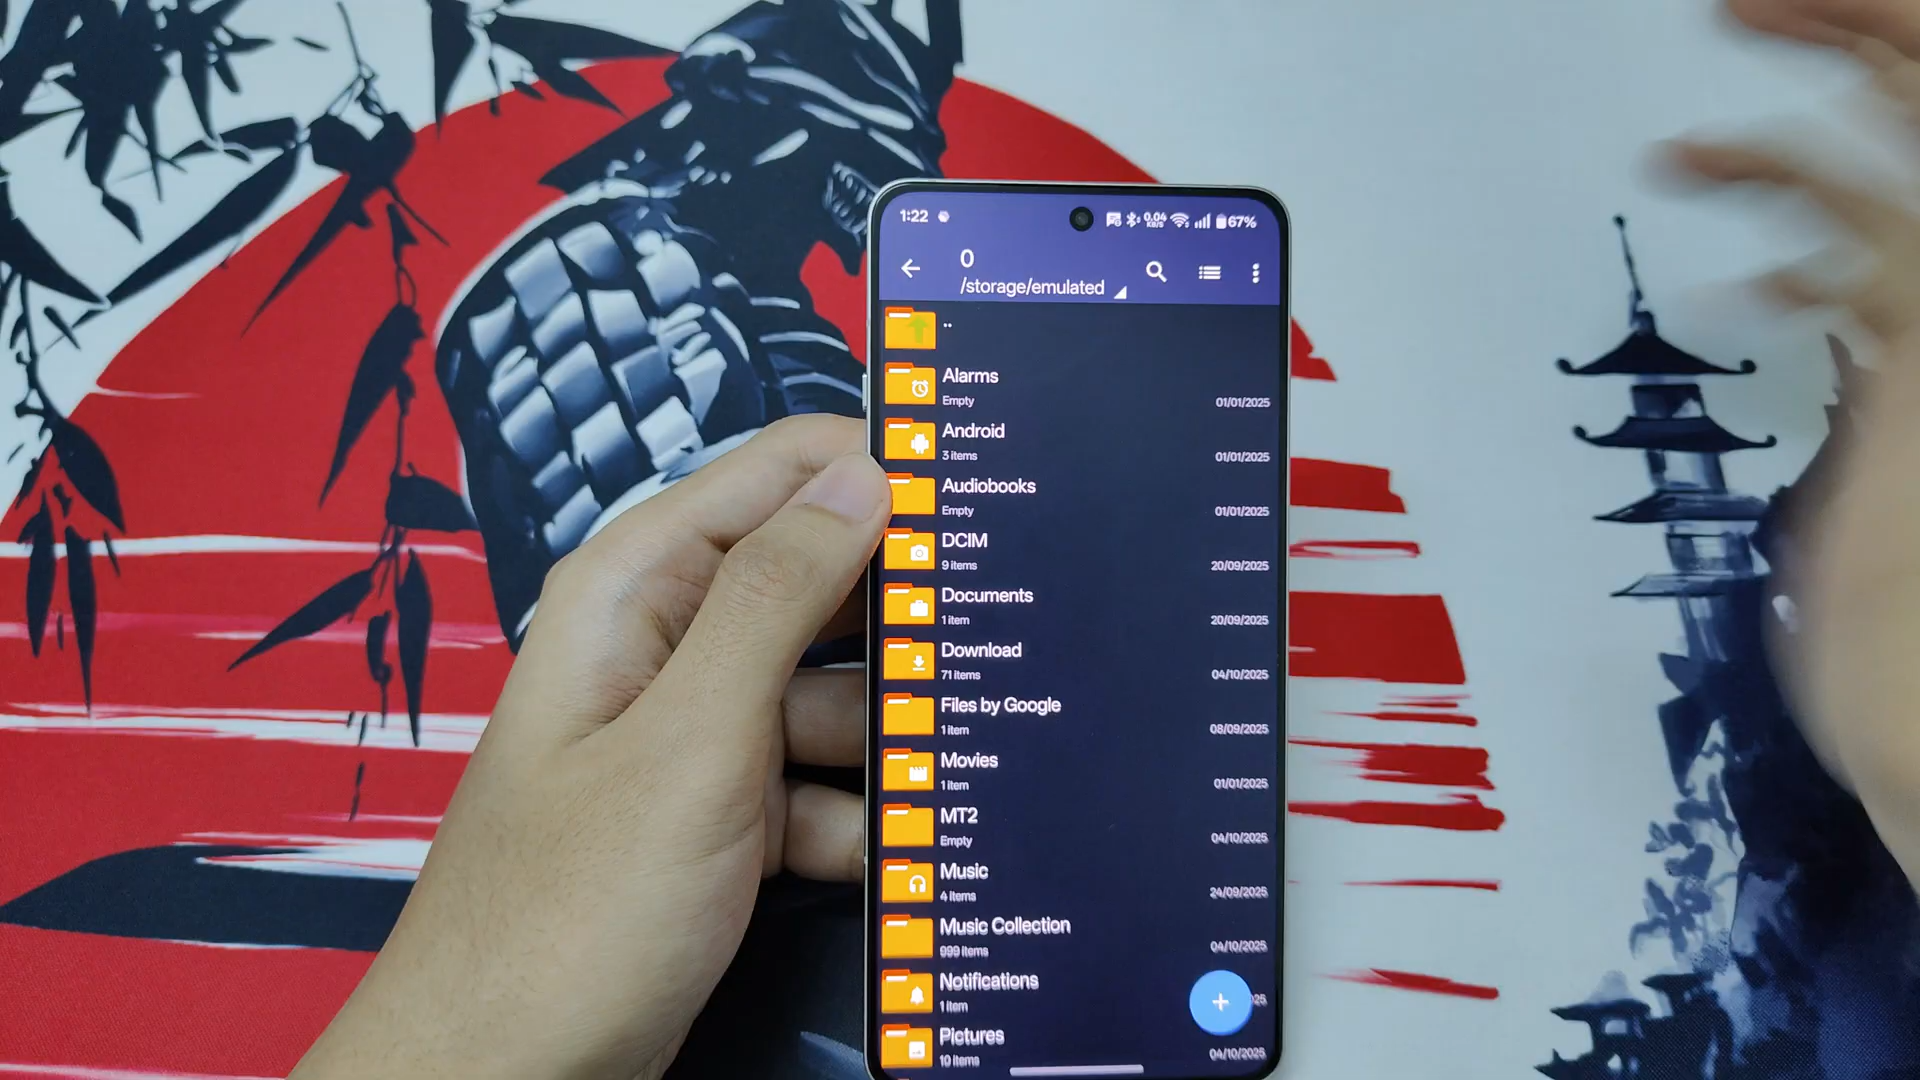 1:22 0.04 KB/S 67%
0
/storage/emulated
..
Alarms
Empty 01/01/2025
Android
3 items 01/01/2025
Audiobooks
Empty 01/01/2025
DCIM
9 items 20/09/2025
Documents
1 item 20/09/2025
Download
71 items 04/10/2025
Files by Google
1 item 08/09/2025
Movies
1 item 01/01/2025
MT2
Empty 04/10/2025
Music
4 items 24/09/2025
Music Collection
999 items 04/10/2025
Notifications
1 item 25
Pictures
10 items 04/10/2025